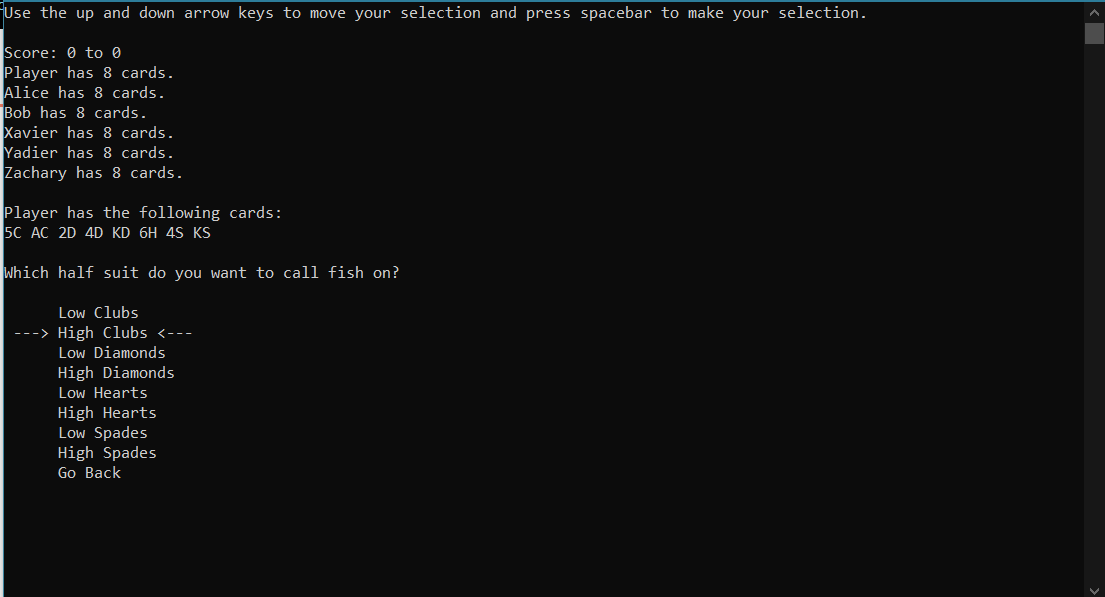 Use the up and down arrow keys to move your selection and press spacebar to make your selection.
Score: 0 to 0
Player has 8 cards.
Alice has 8 cards.
Bob has 8 cards.
Xavier has 8 cards.
Yadier has 8 cards.
Zachary has 8 cards.
Player has the following cards:
5C AC 2D 4D KD 6H 4S KS
Which half suit do you want to call fish on?
Low Clubs
---> High Clubs <---
Low Diamonds
High Diamonds
Low Hearts
High Hearts
Low Spades
High Spades
Go Back